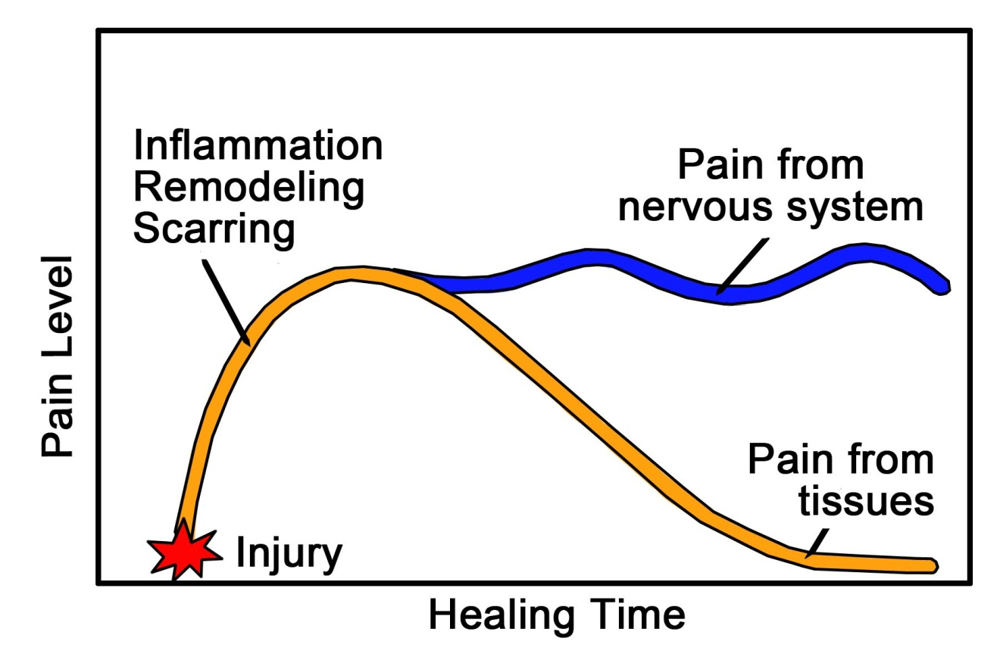 Inflammation
Remodeling
Scarring
Pain from
nervous system
Pain from
tissues
Injury
Pain Level
Healing Time